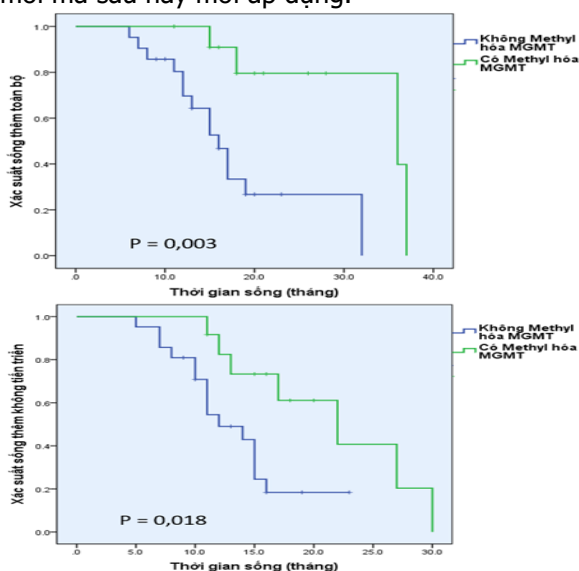 mới mà sau này mới áp dụng.
Xác suất sống thêm toàn bộ
1.0
0.8
0.6
0.4
0.2
0.0
P = 0,003
.0
10.0
20.0
30.0
40.0
Thời gian sống (tháng)
Không Methyl
hóa MGMT
Có Methyl hóa
MGMT
Xác suất sống thêm không tiến triển
1.0
0.8
0.6
0.4
0.2
0.0
P = 0,018
.0
5.0
10.0
15.0
20.0
25.0
30.0
Thời gian sống (tháng)
Không Methyl
hóa MGMT
Có Methyl hóa
MGMT